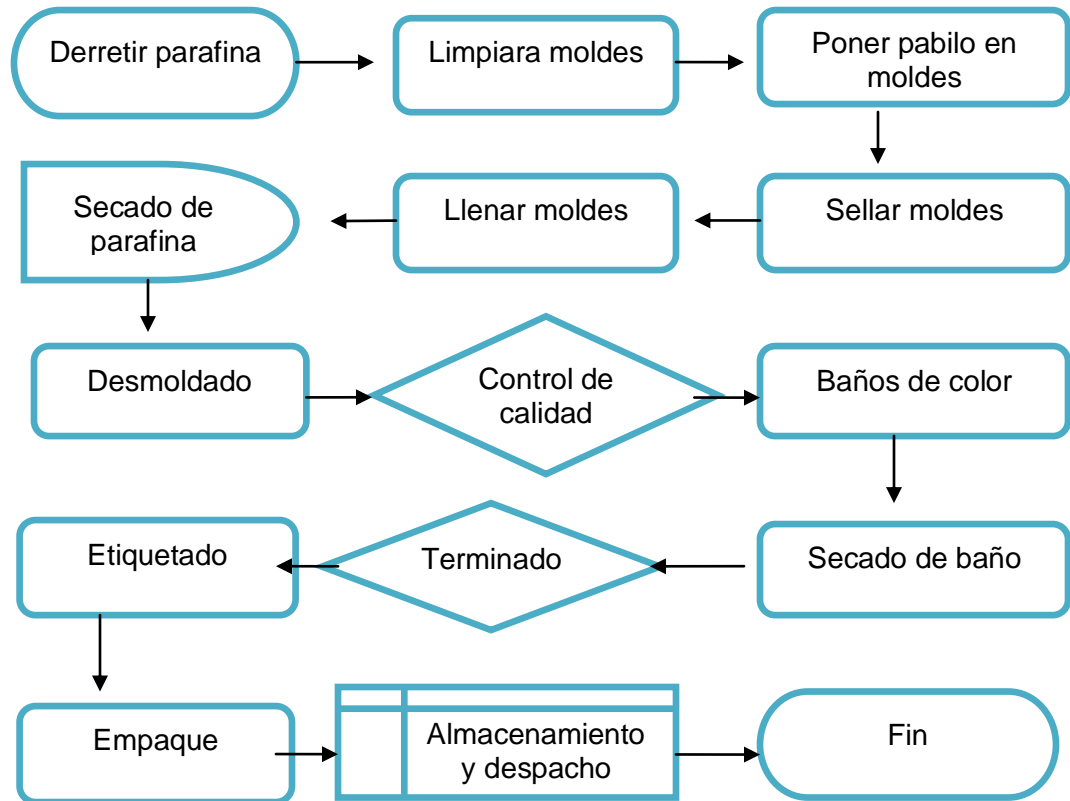 Derretir parafina
Limpiara moldes
Poner pabilo en
moldes
Sellar moldes
Llenar moldes
Secado de
parafina
Desmoldado
Control de
calidad
Baños de color
Secado de baño
Terminado
Etiquetado
Empaque
Almacenamiento
y despacho
Fin